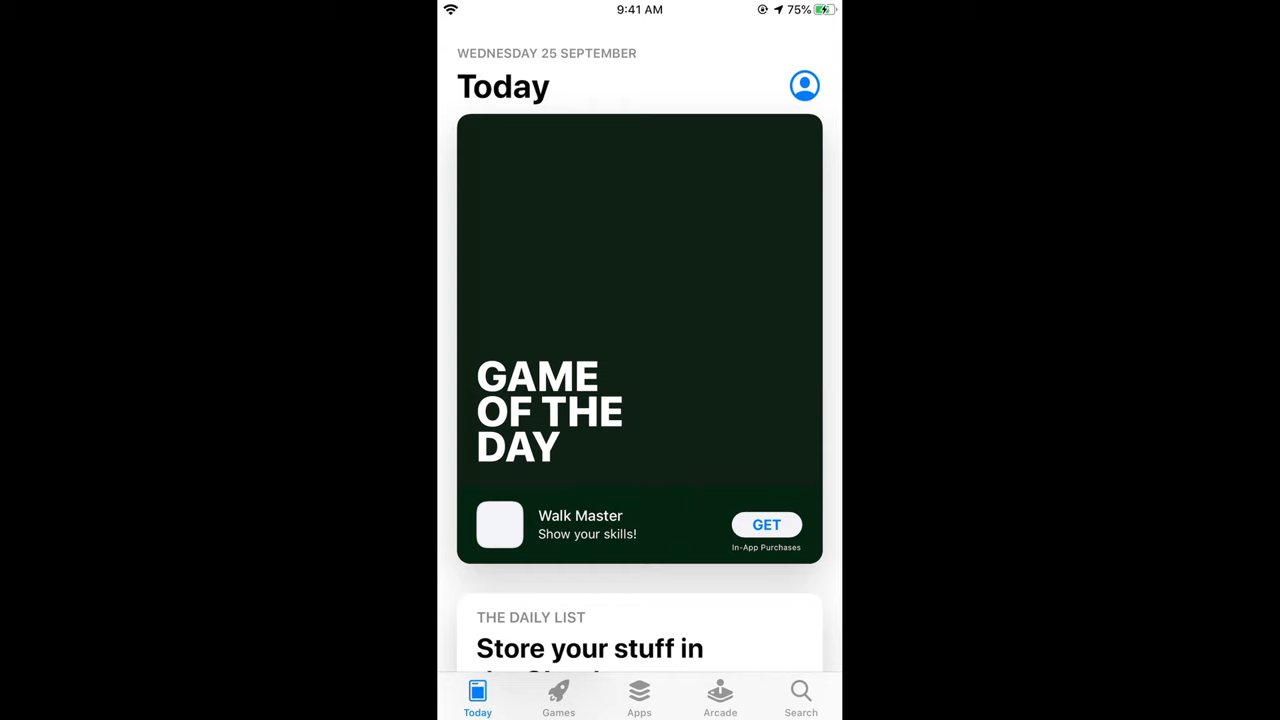 9:41 AM
75%
WEDNESDAY 25 SEPTEMBER
Today
GAME
OF THE
DAY
Walk Master
Show your skills!
GET
In-App Purchases
THE DAILY LIST
Store your stuff in
Today
Games
Apps
Arcade
Search